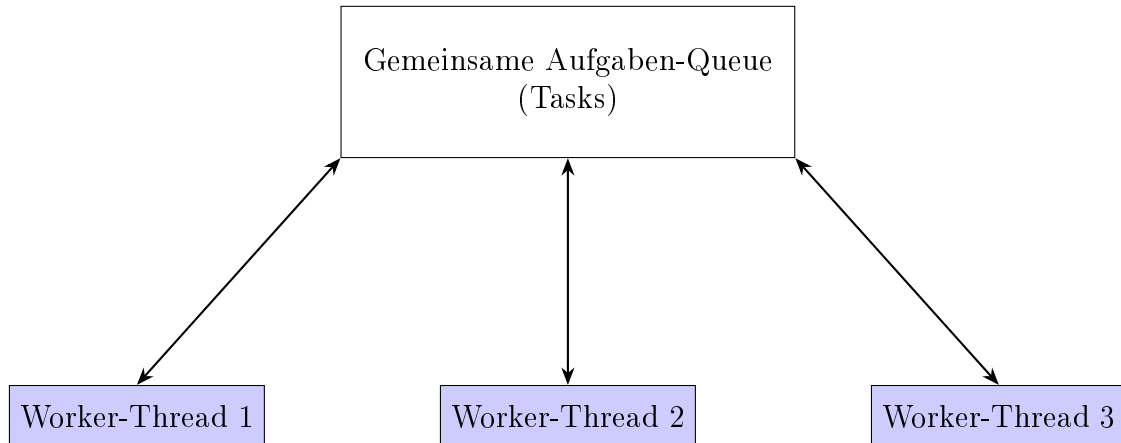 Gemeinsame Aufgaben-Queue
(Tasks)
Worker-Thread 1
Worker-Thread 2
Worker-Thread 3